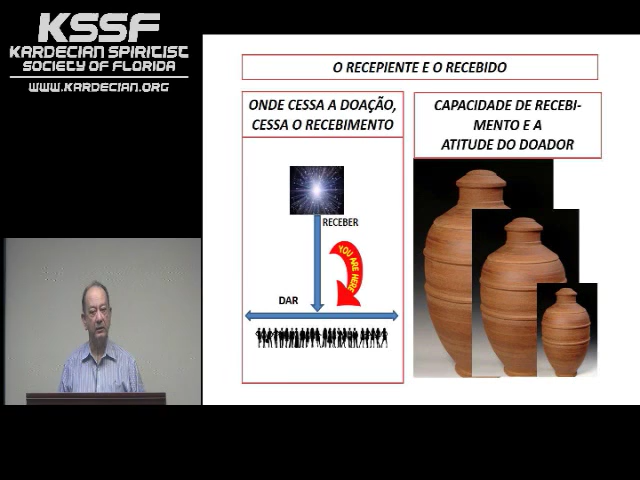 KSSF
KARDECIAN SPIRITIST
SOCIETY OF FLORIDA
WWW.KARDECIAN.ORG
O RECEPIENTE E O RECEBIDO
ONDE CESSA A DOAÇÃO,
CESSA O RECEBIMENTO
RECEBER
YOU ARE HERE
DAR
CAPACIDADE DE RECEBI-
MENTO E A
ATITUDE DO DOADOR